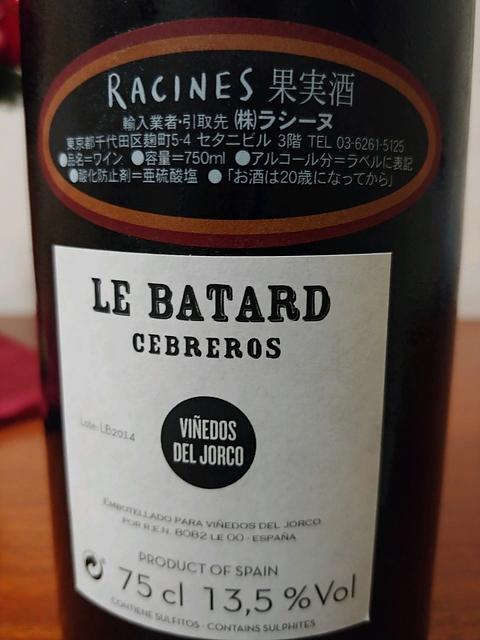 RACINES 果実酒
輸入業者・引取先 ㈱ラシーヌ
東京都千代田区麹町5-4 セタニビル 3階 TEL 03-6261-5125
●品名=ワイン ●容量=750ml ●アルコール分=ラベルに表記
●酸化防止剤=亜硫酸塩 ●「お酒は20歳になってから」
LE BATARD
CEBREROS
Lote: LB2014
VIÑEDOS
DEL JORCO
EMBOTELLADO PARA VIÑEDOS DEL JORCO
POR R.E.N. 8082 LE 00 · ESPAÑA
PRODUCT OF SPAIN
75 cl 13,5 %Vol
CONTIENE SULFITOS · CONTAINS SULPHITES